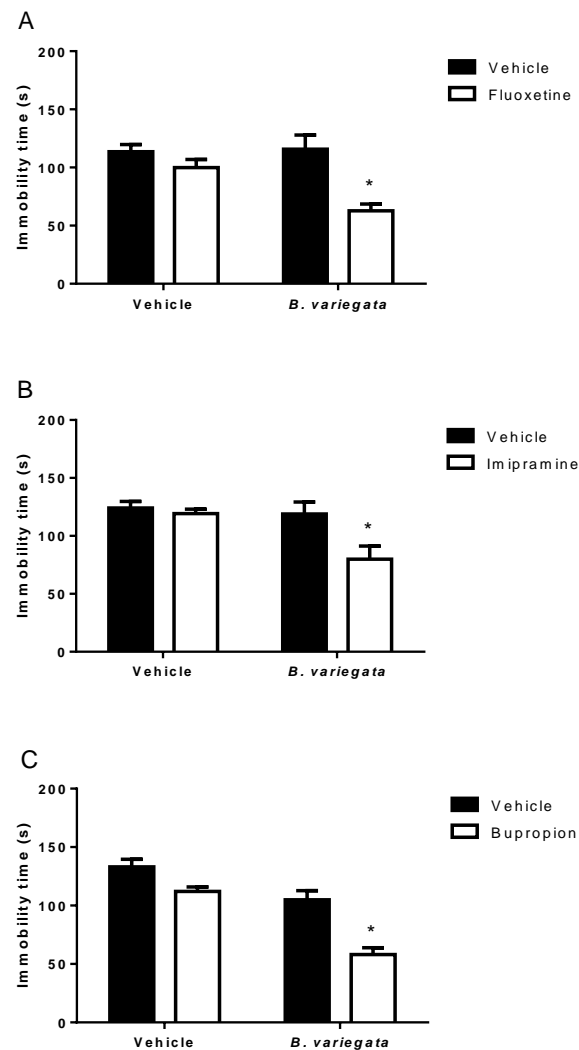 A
200
150
100
50
0
Immobility time (s)
*
Vehicle
B. variegata
Vehicle
Fluoxetine
B
200
150
100
50
0
Immobility time (s)
*
Vehicle
B. variegata
Vehicle
Imipramine
C
200
150
100
50
0
Immobility time (s)
*
Vehicle
B. variegata
Vehicle
Bupropion